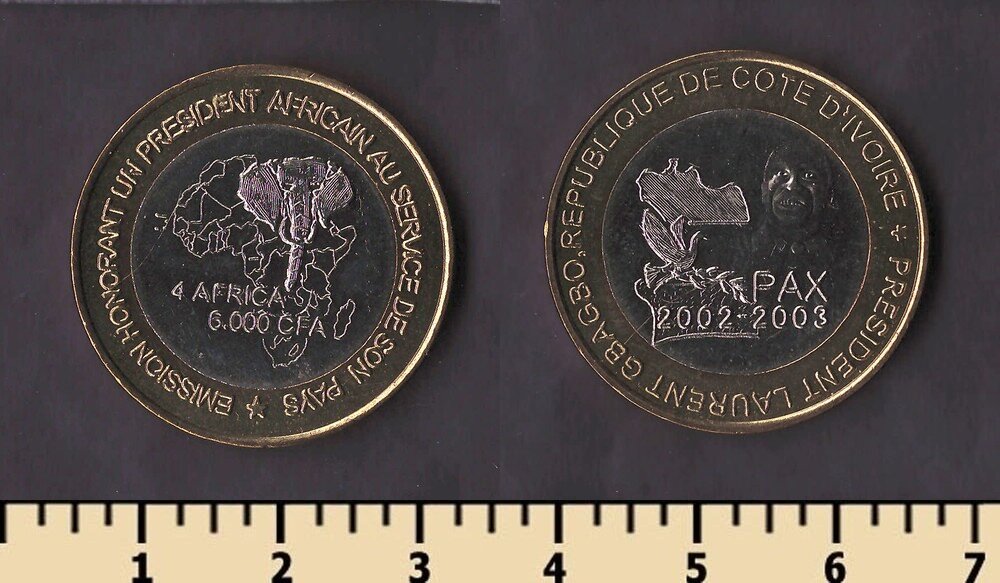 EMISSION HONORANT UN PRESIDENT AFRICAIN AU SERVICE DE SON PAYS
4 AFRICA
6.000 CFA
PRESIDENT LAURENT GBAGBO, REPUBLIQUE DE COTE D'IVOIRE
PAX
2002-2003
1 2 3 4 5 6 7